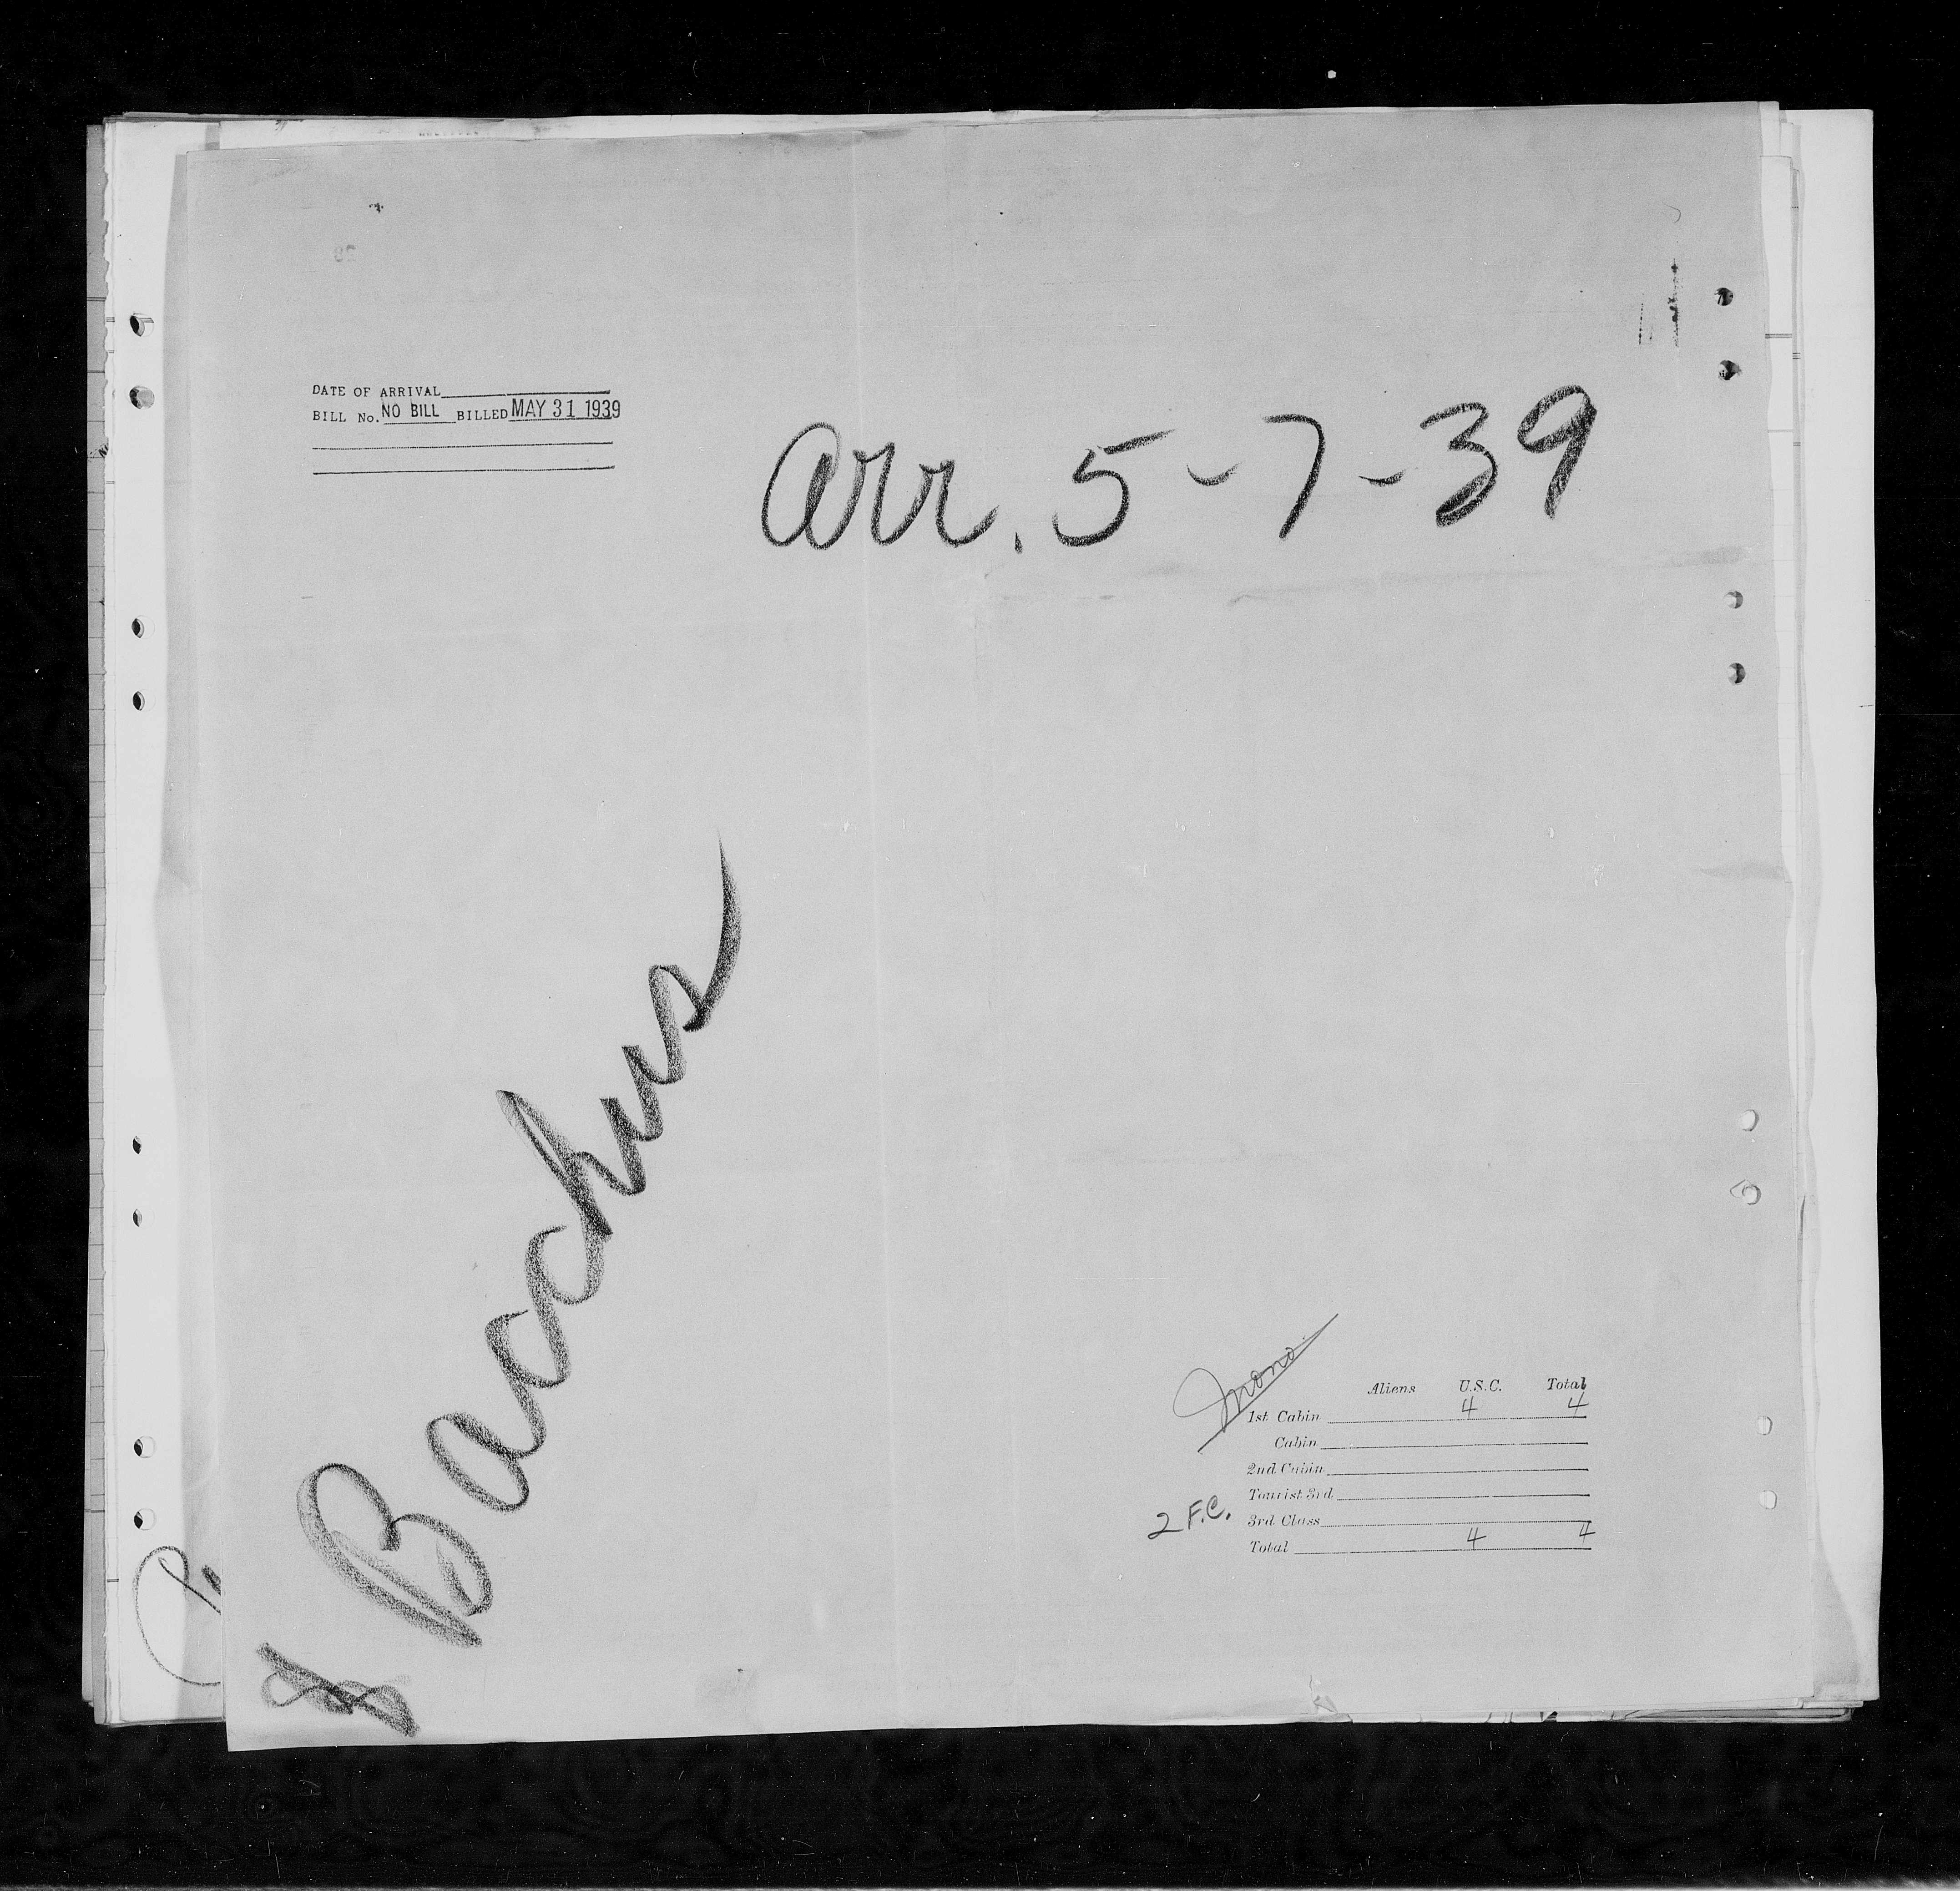 DATE OF ARRIVAL
BILL No. NO BILL BILLED MAY 31 1939
arr. 5-7-39
Bacchus
Aliens U.S.C. Total
1st Cabin 4 4
Cabin
2nd Cabin
Tourist 3rd
2 F.C. 3rd Class
Total 4 4